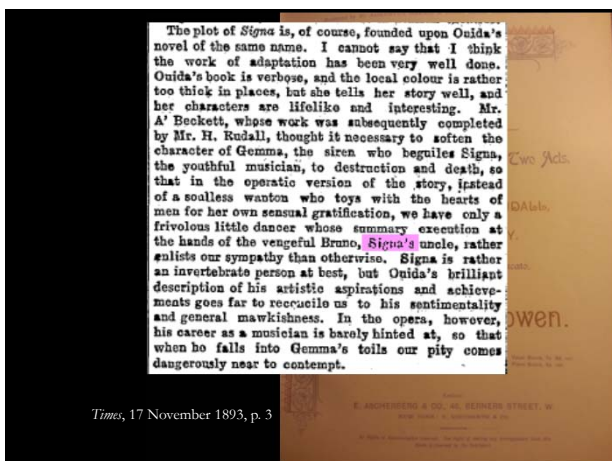 The plot of Signa is, of course, founded upon Ouida's
novel of the same name. I cannot say that I think
the work of adaptation has been very well done.
Ouida's book is verbose, and the local colour is rather
too thick in places, but she tells her story well, and
her characters are lifelike and interesting. Mr.
A' Beckett, whose work was subsequently completed
by Mr. H. Rudall, thought it necessary to soften the
character of Gemma, the siren who beguiles Signa,
the youthful musician, to destruction and death, so
that in the operatic version of the story, instead
of a soulless wanton who toys with the hearts of
men for her own sensual gratification, we have only a
frivolous little dancer whose summary execution at
the hands of the vengeful Bruno, Signa's uncle, rather
enlists our sympathy than otherwise. Signa is rather
an invertebrate person at best, but Ouida's brilliant
description of his artistic aspirations and achieve-
ments goes far to reconcile us to his sentimentality
and general mawkishness. In the opera, however,
his career as a musician is barely hinted at, so that
when he falls into Gemma's toils our pity comes
dangerously near to contempt.
Two Acts.
owen.
E. ASCHERBERG & CO., 46, BERNERS STREET, W
Times, 17 November 1893, p. 3